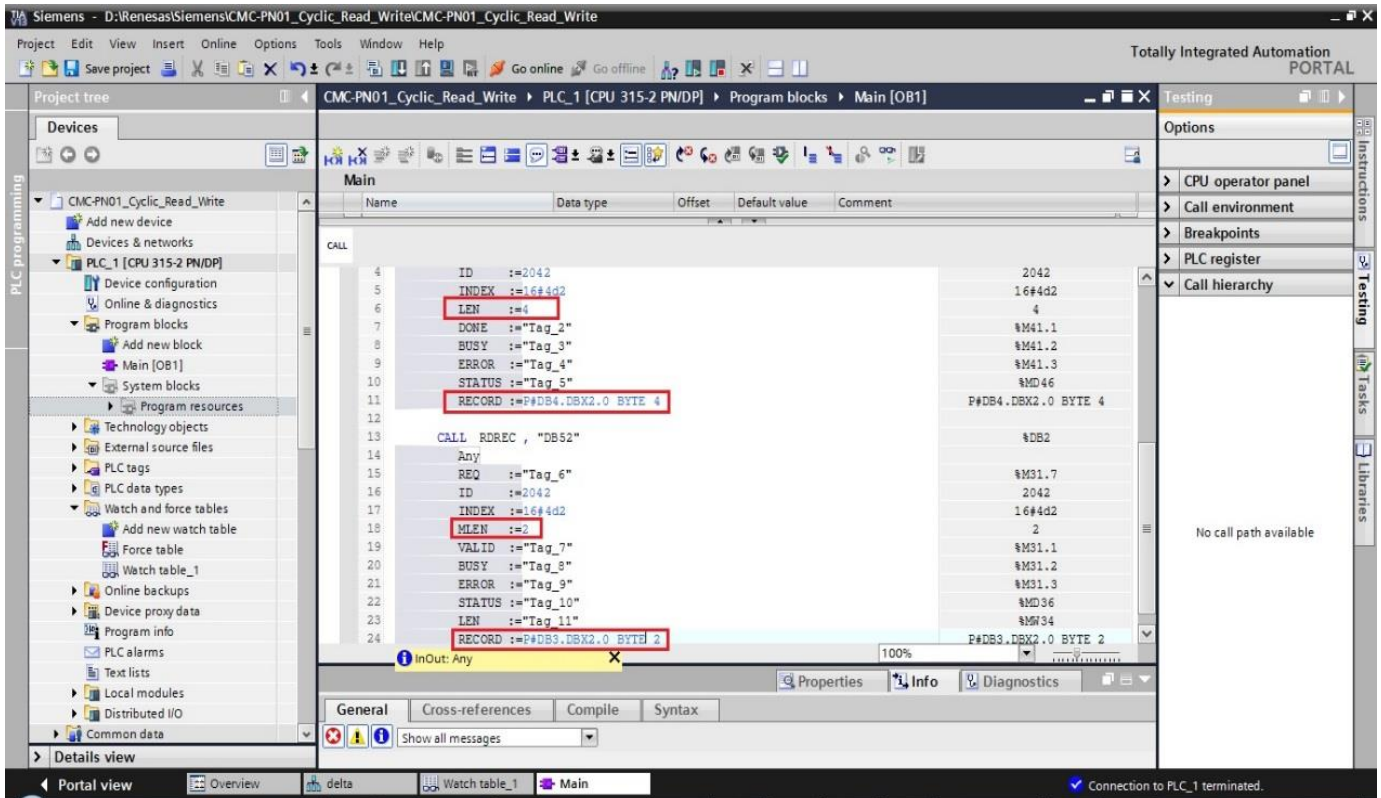 Siemens - D:\Renesas\Siemens\CMC-PN01_Cyclic_Read_Write\CMC-PN01_Cyclic_Read_Write
Project Edit View Insert Online Options Tools Window Help
Totally Integrated Automation
PORTAL
Save project Go online Go offline
Project tree
CMC-PN01_Cyclic_Read_Write PLC_1 [CPU 315-2 PN/DP] Program blocks Main [OB1]
Testing
Devices
Options
PLC programming
CMC-PN01_Cyclic_Read_Write
Add new device
Devices & networks
PLC_1 [CPU 315-2 PN/DP]
Device configuration
Online & diagnostics
Program blocks
Add new block
Main [OB1]
System blocks
Program resources
Technology objects
External source files
PLC tags
PLC data types
Watch and force tables
Add new watch table
Force table
Watch table_1
Online backups
Device proxy data
Program info
PLC alarms
Text lists
Local modules
Distributed I/O
Common data
Details view
Main
Name Data type Offset Default value Comment
CALL
4 ID :=2042 2042
5 INDEX :=16#4d2 16#4d2
6 LEN :=4 4
7 DONE :="Tag_2" %M41.1
8 BUSY :="Tag_3" %M41.2
9 ERROR :="Tag_4" %M41.3
10 STATUS :="Tag_5" %MD46
11 RECORD :=P#DB4.DBX2.0 BYTE 4 P#DB4.DBX2.0 BYTE 4
12
13 CALL RDREC , "DB52" %DB2
14 Any
15 REQ :="Tag_6" %M31.7
16 ID :=2042 2042
17 INDEX :=16#4d2 16#4d2
18 MLEN :=2 2
19 VALID :="Tag_7" %M31.1
20 BUSY :="Tag_8" %M31.2
21 ERROR :="Tag_9" %M31.3
22 STATUS :="Tag_10" %MD36
23 LEN :="Tag_11" %MW34
24 RECORD :=P#DB3.DBX2.0 BYTE 2 P#DB3.DBX2.0 BYTE 2
InOut: Any
100%
Properties Info Diagnostics
General Cross-references Compile Syntax
Show all messages
CPU operator panel
Call environment
Breakpoints
PLC register
Call hierarchy
No call path available
Instructions
Testing
Tasks
Libraries
Portal view Overview delta Watch table_1 Main Connection to PLC_1 terminated.